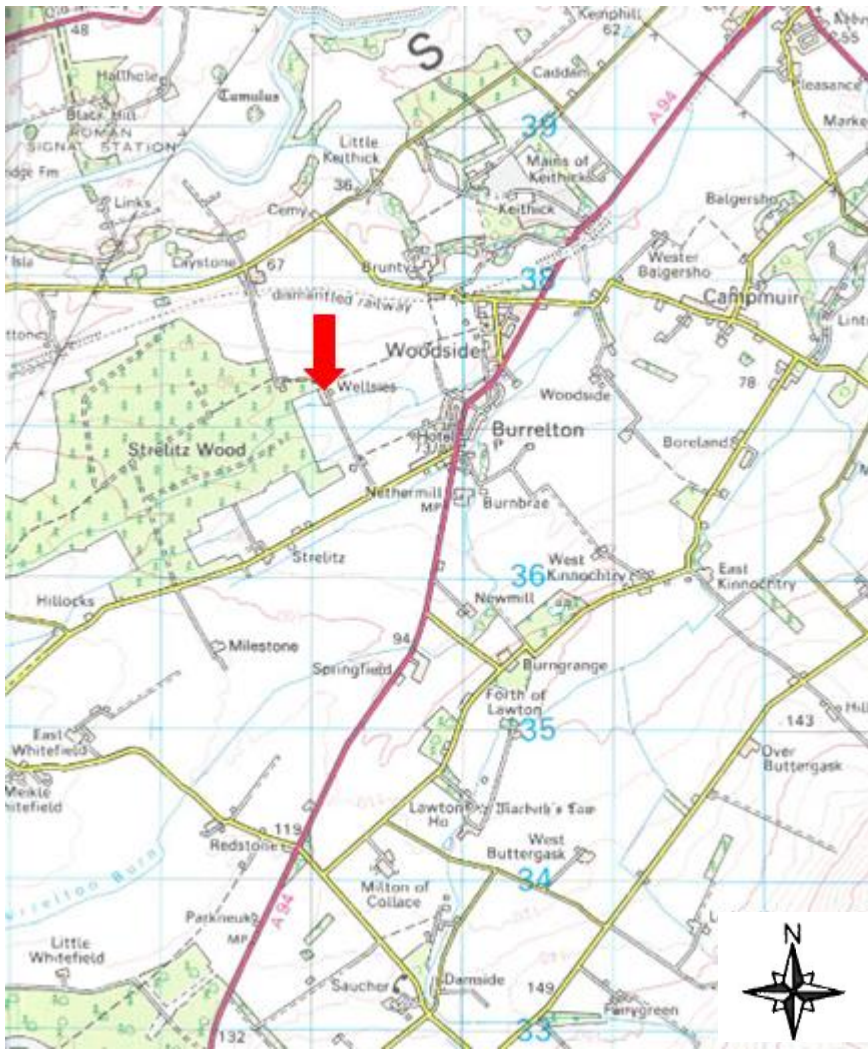 48
Hallhole
Tumulus
Black Hill
ROMAN
SIGNAL STATION
Links
Isla
S
Kemphill
62
Caddam
39
A 94
Pleasance
Little
Keithick
36
Mains of
Keithick
Keithick
Cemy
Balgersho
Caystone
67
Brunty
38
Wester
Balgersho
Campmuir
dismantled railway
Woodside
Wellsies
Woodside
78
Strelitz Wood
Hotel
Burrelton
P
Boreland
Nethermill
MP
Burnbrae
Strelitz
36
West
Kinnochtry
East
Kinnochtry
Hillocks
Newmill
Milestone
94
Springfield
Burngrange
Forth of
Lawton
35
143
East
Whitefield
Over
Buttergask
Lawton
Ho
Macbeth's Law
119
Redstone
West
Buttergask
34
Milton of
Collace
Parkneuk
MP
A 94
Little
Whitefield
Saucher
Damside
149
Fairygreen
33
132
N